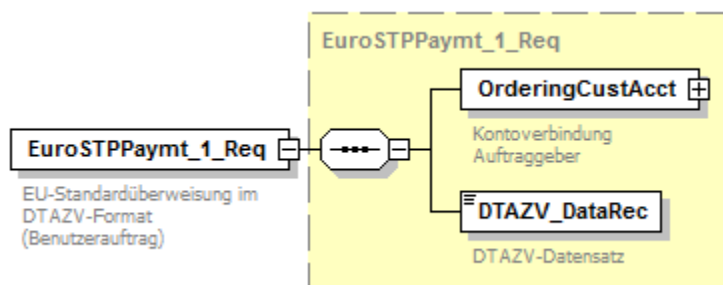 EuroSTPPaymt_1_Req
OrderingCustAcct
Kontoverbindung
Auftraggeber
EuroSTPPaymt_1_Req
EU-Standardüberweisung im
DTAZV-Format
(Benutzerauftrag)
DTAZV_DataRec
DTAZV-Datensatz